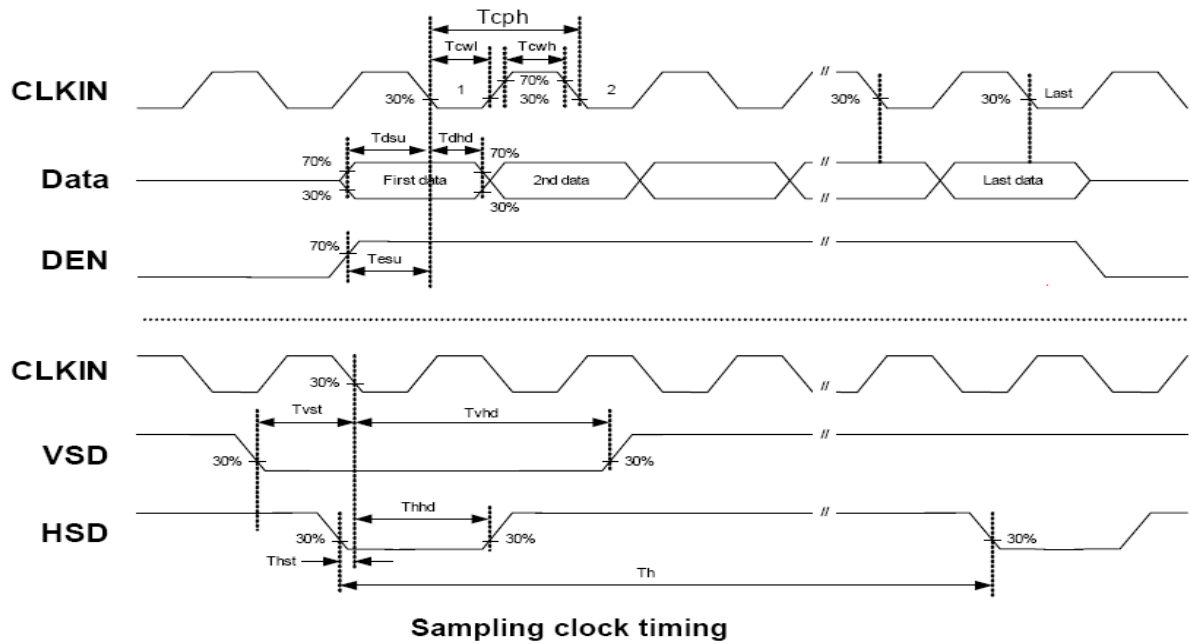 Tcph
Tcwl Tcwh
CLKIN 30% 1 70% 30% 2 // 30% 30% Last
Tdsu Tdhd
Data 70% 30% First data 70% 30% 2nd data // // Last data
DEN 70% Tesu //
CLKIN 30% //
Tvst Tvhd
VSD 30% 30% //
Thhd
HSD 30% 30% // 30%
Thst
Th
Sampling clock timing